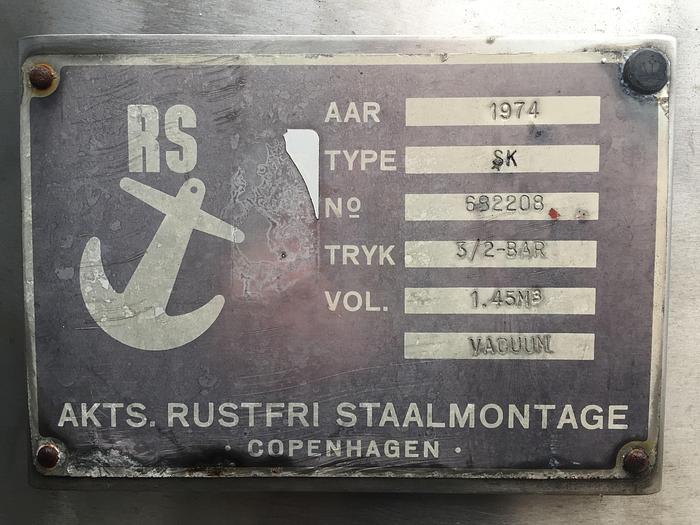 RS
AAR 1974
TYPE SK
Nº 682208
TRYK 3/2-BAR
VOL. 1.45M³
VACUUM
AKTS. RUSTFRI STAALMONTAGE
· COPENHAGEN ·